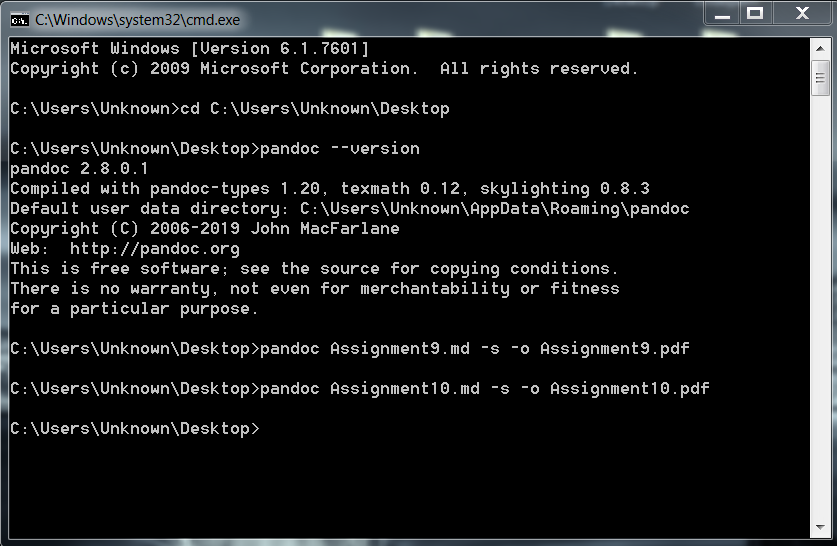 C:\Windows\system32\cmd.exe
Microsoft Windows [Version 6.1.7601]
Copyright (c) 2009 Microsoft Corporation.  All rights reserved.
C:\Users\Unknown>cd C:\Users\Unknown\Desktop
C:\Users\Unknown\Desktop>pandoc --version
pandoc 2.8.0.1
Compiled with pandoc-types 1.20, texmath 0.12, skylighting 0.8.3
Default user data directory: C:\Users\Unknown\AppData\Roaming\pandoc
Copyright (C) 2006-2019 John MacFarlane
Web:  http://pandoc.org
This is free software; see the source for copying conditions.
There is no warranty, not even for merchantability or fitness
for a particular purpose.
C:\Users\Unknown\Desktop>pandoc Assignment9.md -s -o Assignment9.pdf
C:\Users\Unknown\Desktop>pandoc Assignment10.md -s -o Assignment10.pdf
C:\Users\Unknown\Desktop>